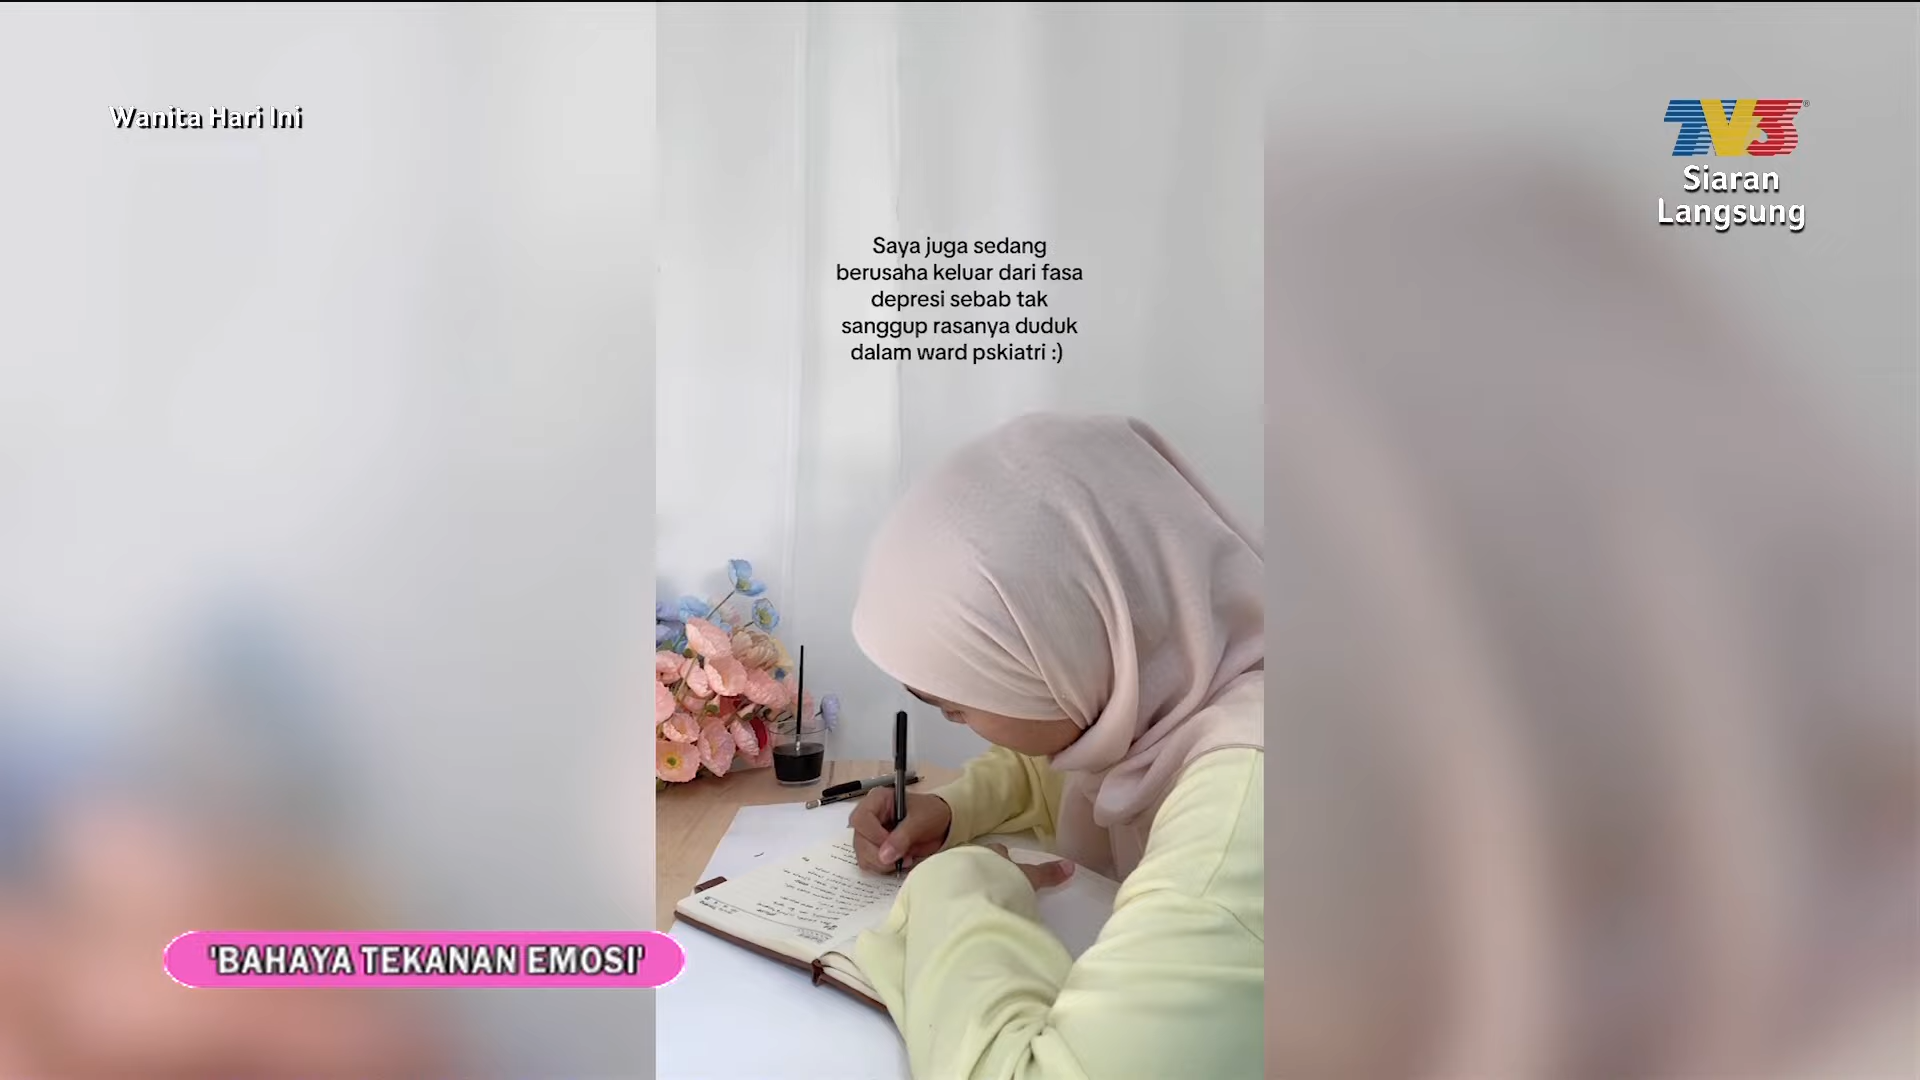 Wanita Hari Ini
TV3
Siaran
Langsung
Saya juga sedang
berusaha keluar dari fasa
depresi sebab tak
sanggup rasanya duduk
dalam ward pskiatri :)
'BAHAYA TEKANAN EMOSI'